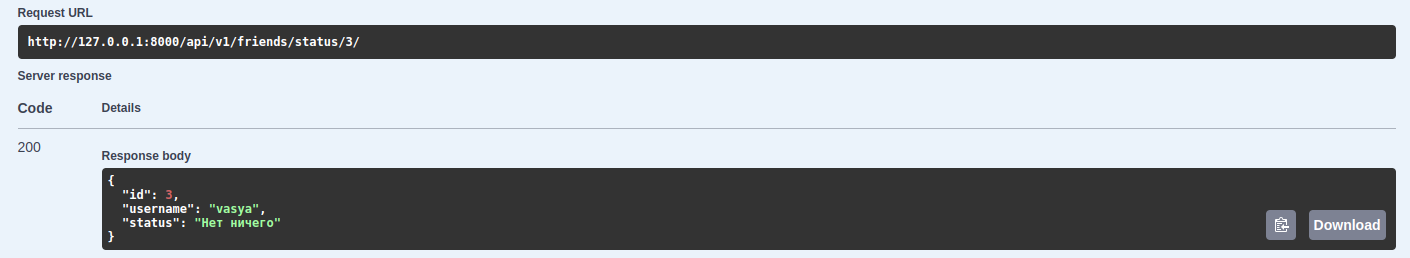 Request URL
http://127.0.0.1:8000/api/v1/friends/status/3/
Server response
Code Details
200
Response body
{
"id": 3,
"username": "vasya",
"status": "Нет ничего"
}
Download